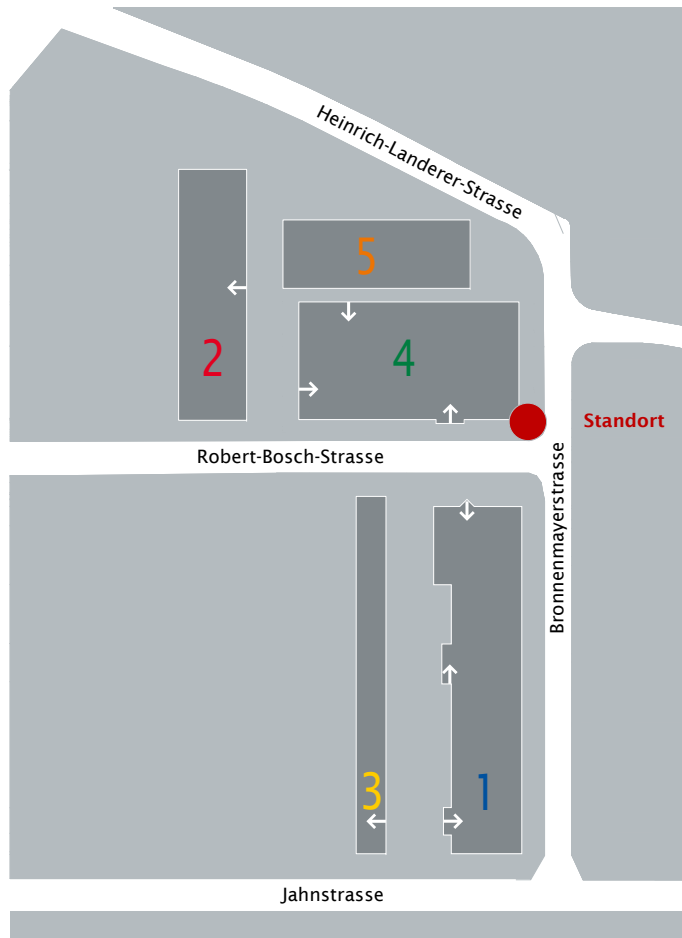 Heinrich-Landerer-Strasse
5
2
4
Standort
Robert-Bosch-Strasse
Bronnenmayerstrasse
3
1
Jahnstrasse